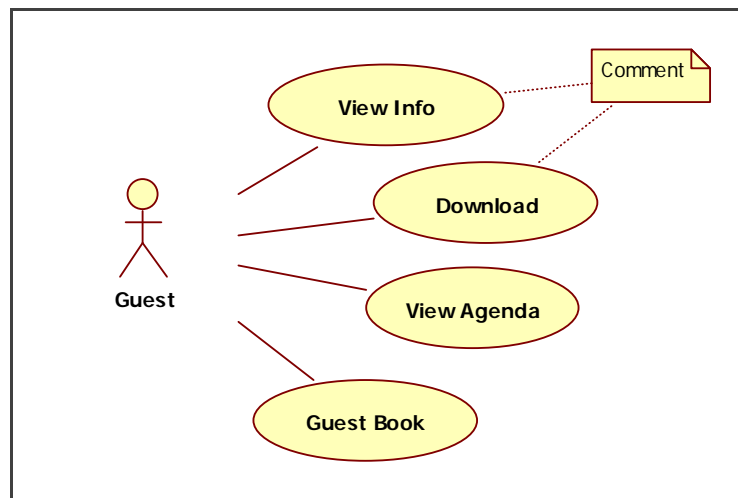 Comment
View Info
Download
Guest
View Agenda
Guest Book